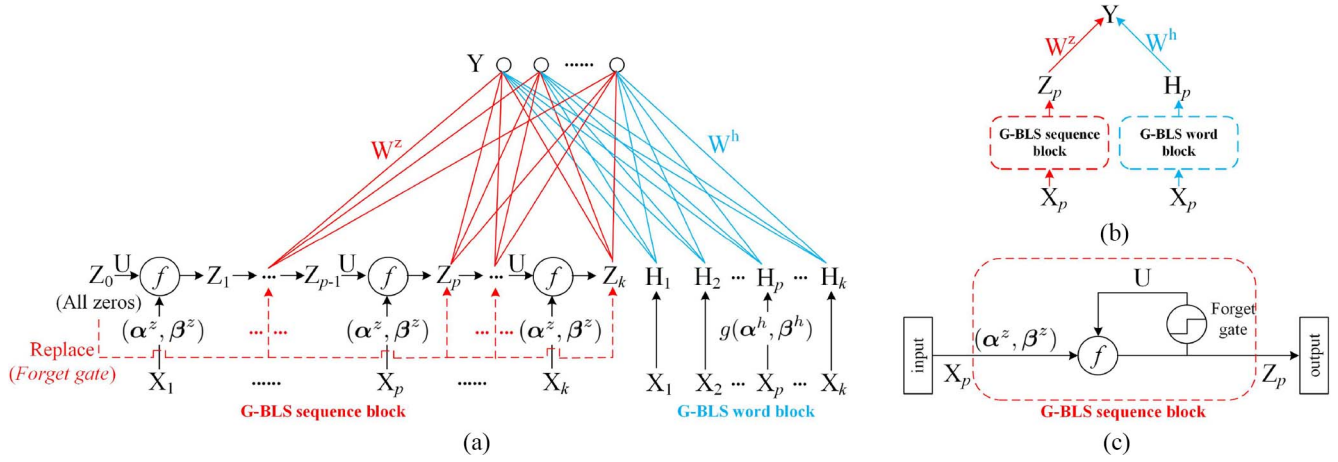 Y ......
W^z W^h
Z_0 U f Z_1 ... Z_{p-1} U f Z_p ... U f Z_k H_1 H_2 ... H_p ... H_k
(All zeros)
(α^z, β^z) ... ... (α^z, β^z) ... ... (α^z, β^z) g(α^h, β^h)
Replace
(Forget gate)
X_1 ...... X_p ...... X_k X_1 X_2 ... X_p ... X_k
G-BLS sequence block G-BLS word block
(a)
Y
W^z W^h
Z_p H_p
G-BLS sequence
block
G-BLS word
block
X_p X_p
(b)
U
Forget
gate
input
X_p
(α^z, β^z)
f
Z_p
output
G-BLS sequence block
(c)